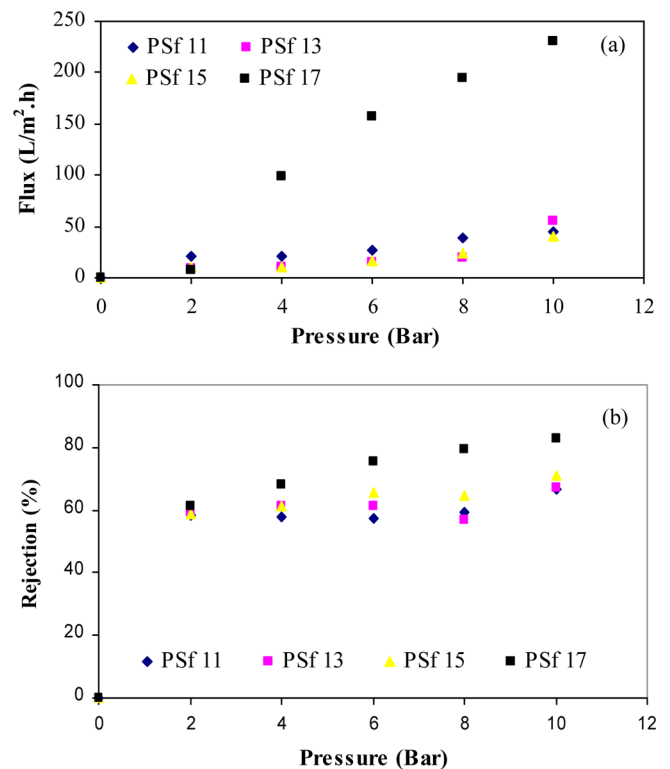 250
PSf 11 PSf 13 (a)
200
PSf 15 PSf 17
150
100
50
0
Flux (L/m².h)
0 2 4 6 8 10 12
Pressure (Bar)
100
(b)
80
60
40
20
PSf 11 PSf 13 PSf 15 PSf 17
0
Rejection (%)
0 2 4 6 8 10 12
Pressure (Bar)